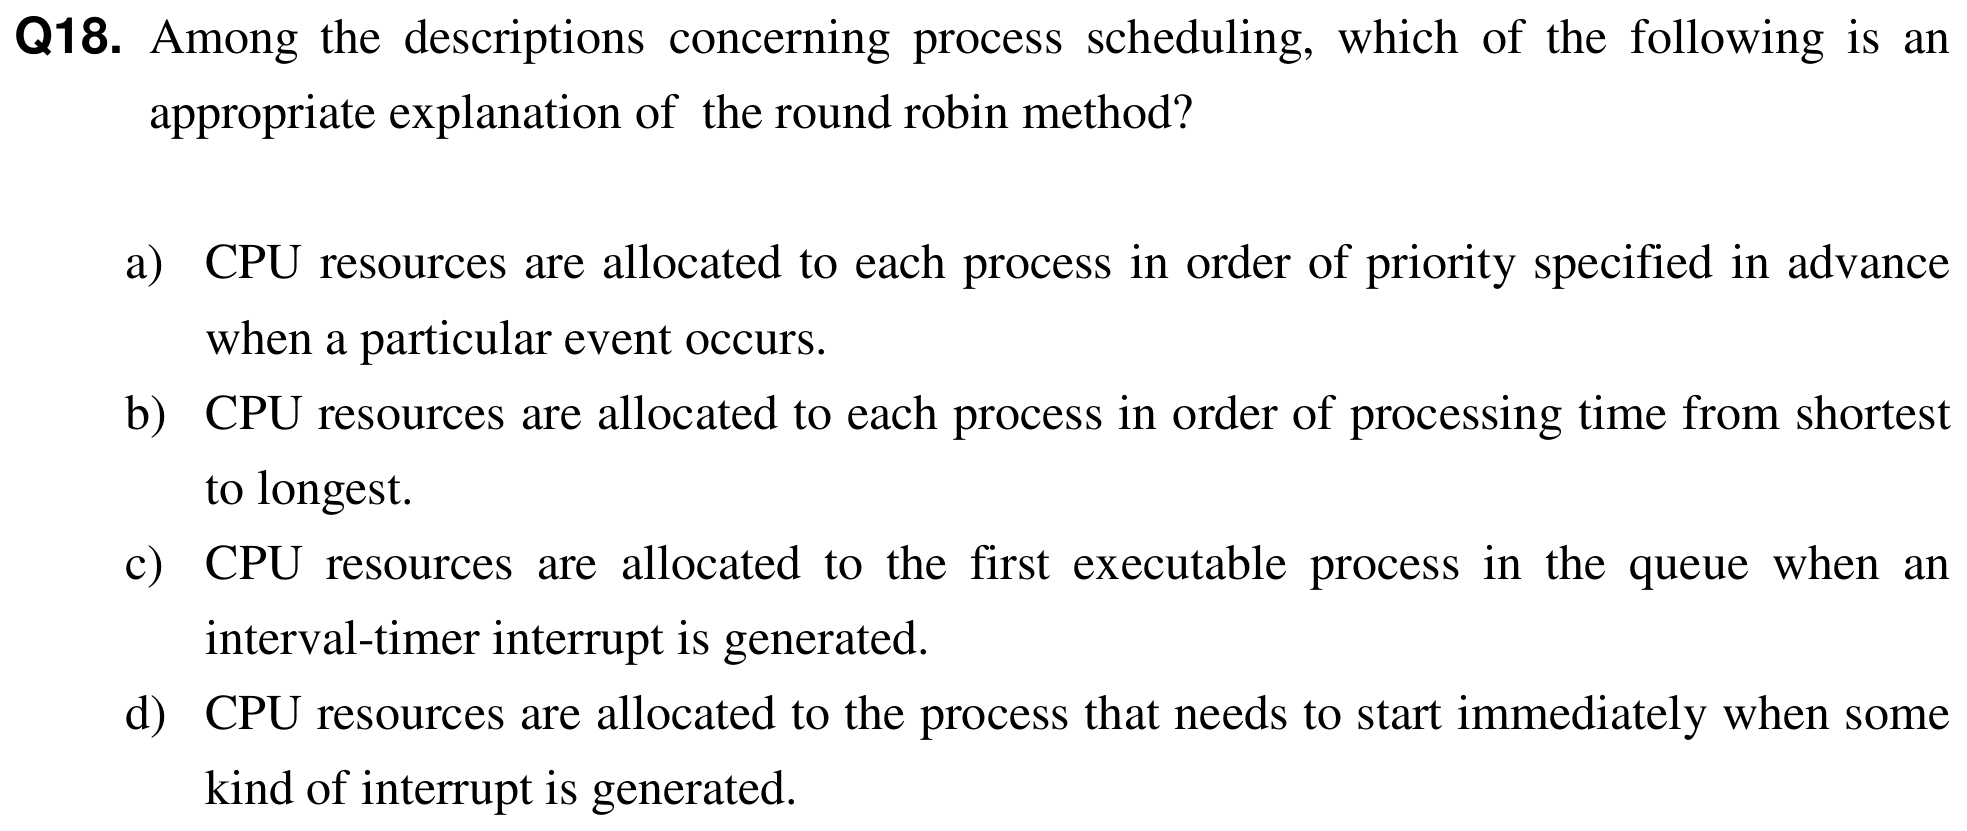 Q18. Among the descriptions concerning process scheduling, which of the following is an
appropriate explanation of the round robin method?
a) CPU resources are allocated to each process in order of priority specified in advance
when a particular event occurs.
b) CPU resources are allocated to each process in order of processing time from shortest
to longest.
c) CPU resources are allocated to the first executable process in the queue when an
interval-timer interrupt is generated.
d) CPU resources are allocated to the process that needs to start immediately when some
kind of interrupt is generated.